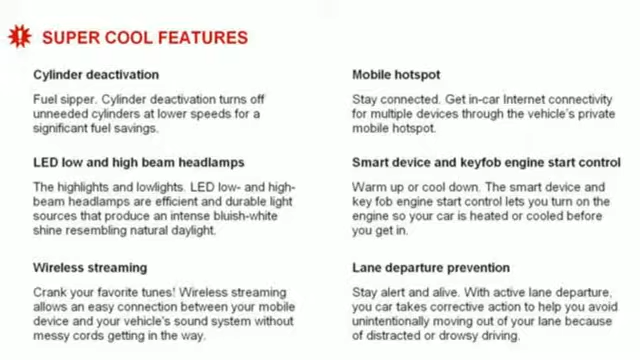 SUPER COOL FEATURES
Cylinder deactivation
Fuel sipper. Cylinder deactivation turns off
unneeded cylinders at lower speeds for a
significant fuel savings.
LED low and high beam headlamps
The highlights and lowlights. LED low- and high-
beam headlamps are efficient and durable light
sources that produce an intense bluish-white
shine resembling natural daylight.
Wireless streaming
Crank your favorite tunes! Wireless streaming
allows an easy connection between your mobile
device and your vehicle's sound system without
messy cords getting in the way.
Mobile hotspot
Stay connected. Get in-car Internet connectivity
for multiple devices through the vehicle's private
mobile hotspot.
Smart device and keyfob engine start control
Warm up or cool down. The smart device and
key fob engine start control lets you turn on the
engine so your car is heated or cooled before
you get in.
Lane departure prevention
Stay alert and alive. With active lane departure,
you car takes corrective action to help you avoid
unintentionally moving out of your lane because
of distracted or drowsy driving.